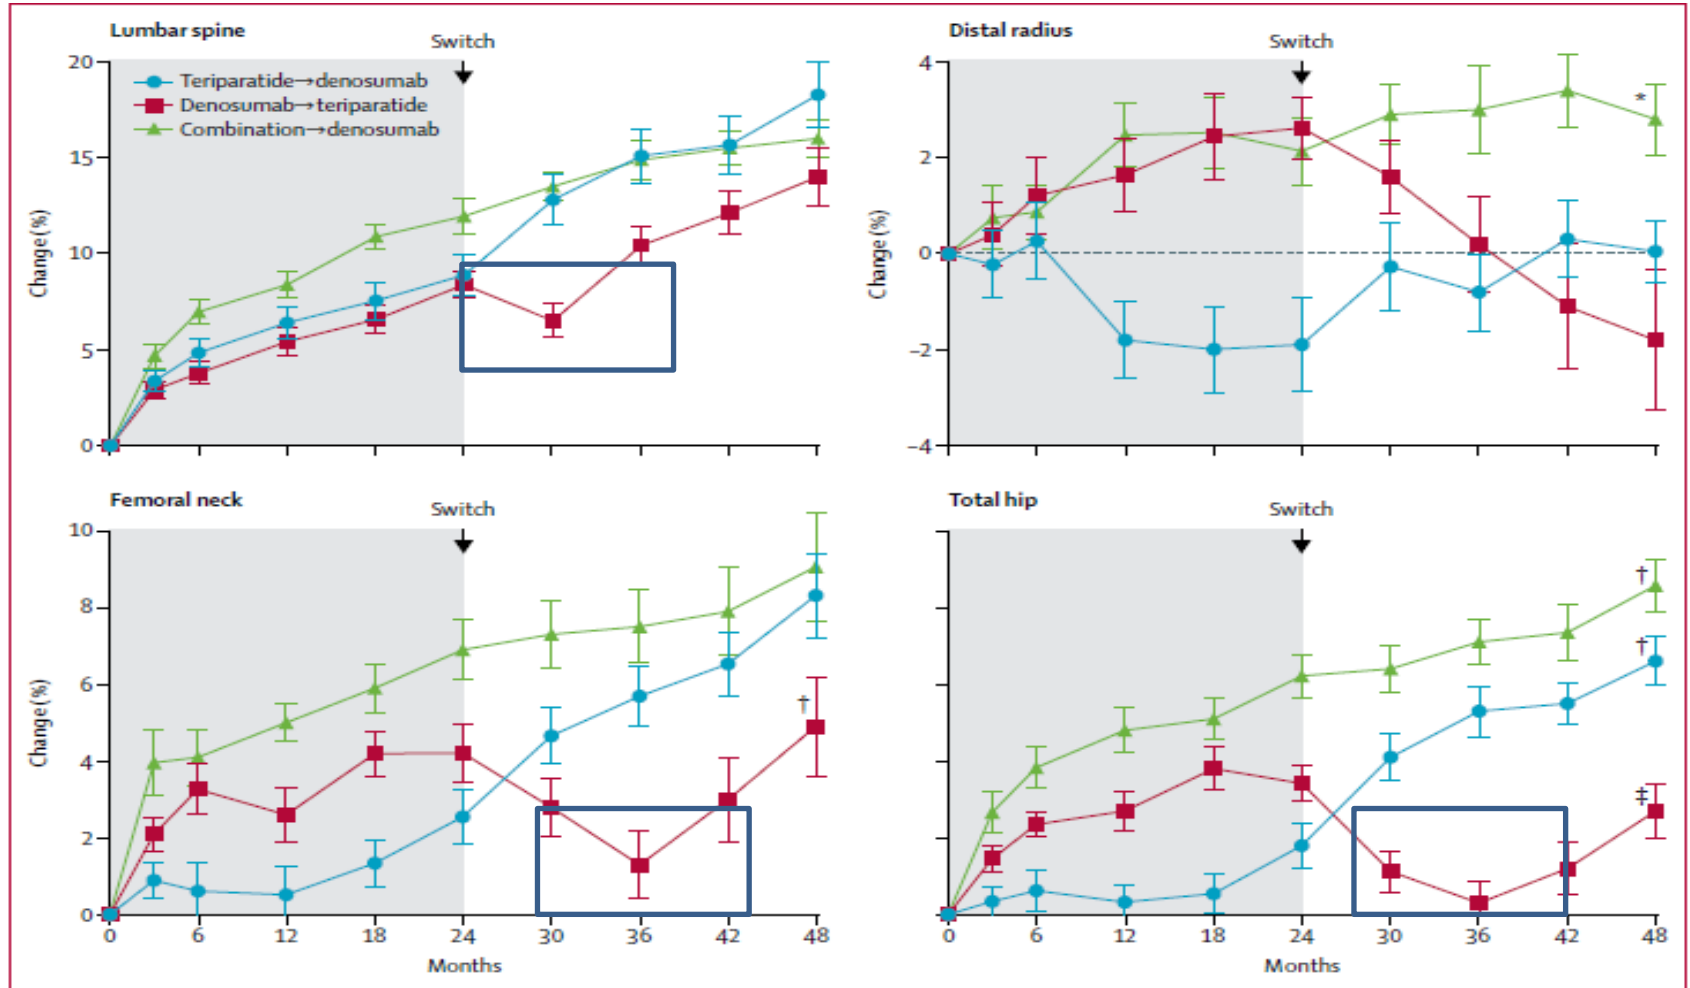 Lumbar spine
Switch
20
15
10
5
0
Change (%)
Teriparatide→denosumab
Denosumab→teriparatide
Combination→denosumab
Distal radius
Switch
4
2
0
−2
−4
Change (%)
*
Femoral neck
Switch
10
8
6
4
2
0
Change (%)
†
0 6 12 18 24 30 36 42 48
Months
Total hip
Switch
†
†
‡
0 6 12 18 24 30 36 42 48
Months